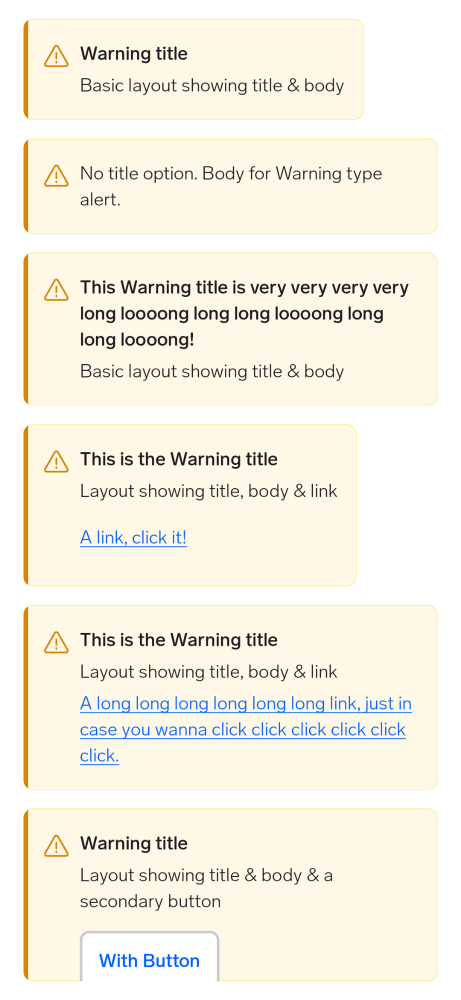 Warning title
Basic layout showing title & body
No title option. Body for Warning type
alert.
This Warning title is very very very very
long loooong long long loooong long
long loooong!
Basic layout showing title & body
This is the Warning title
Layout showing title, body & link
A link, click it!
This is the Warning title
Layout showing title, body & link
A long long long long long long link, just in
case you wanna click click click click click
click.
Warning title
Layout showing title & body & a
secondary button
With Button